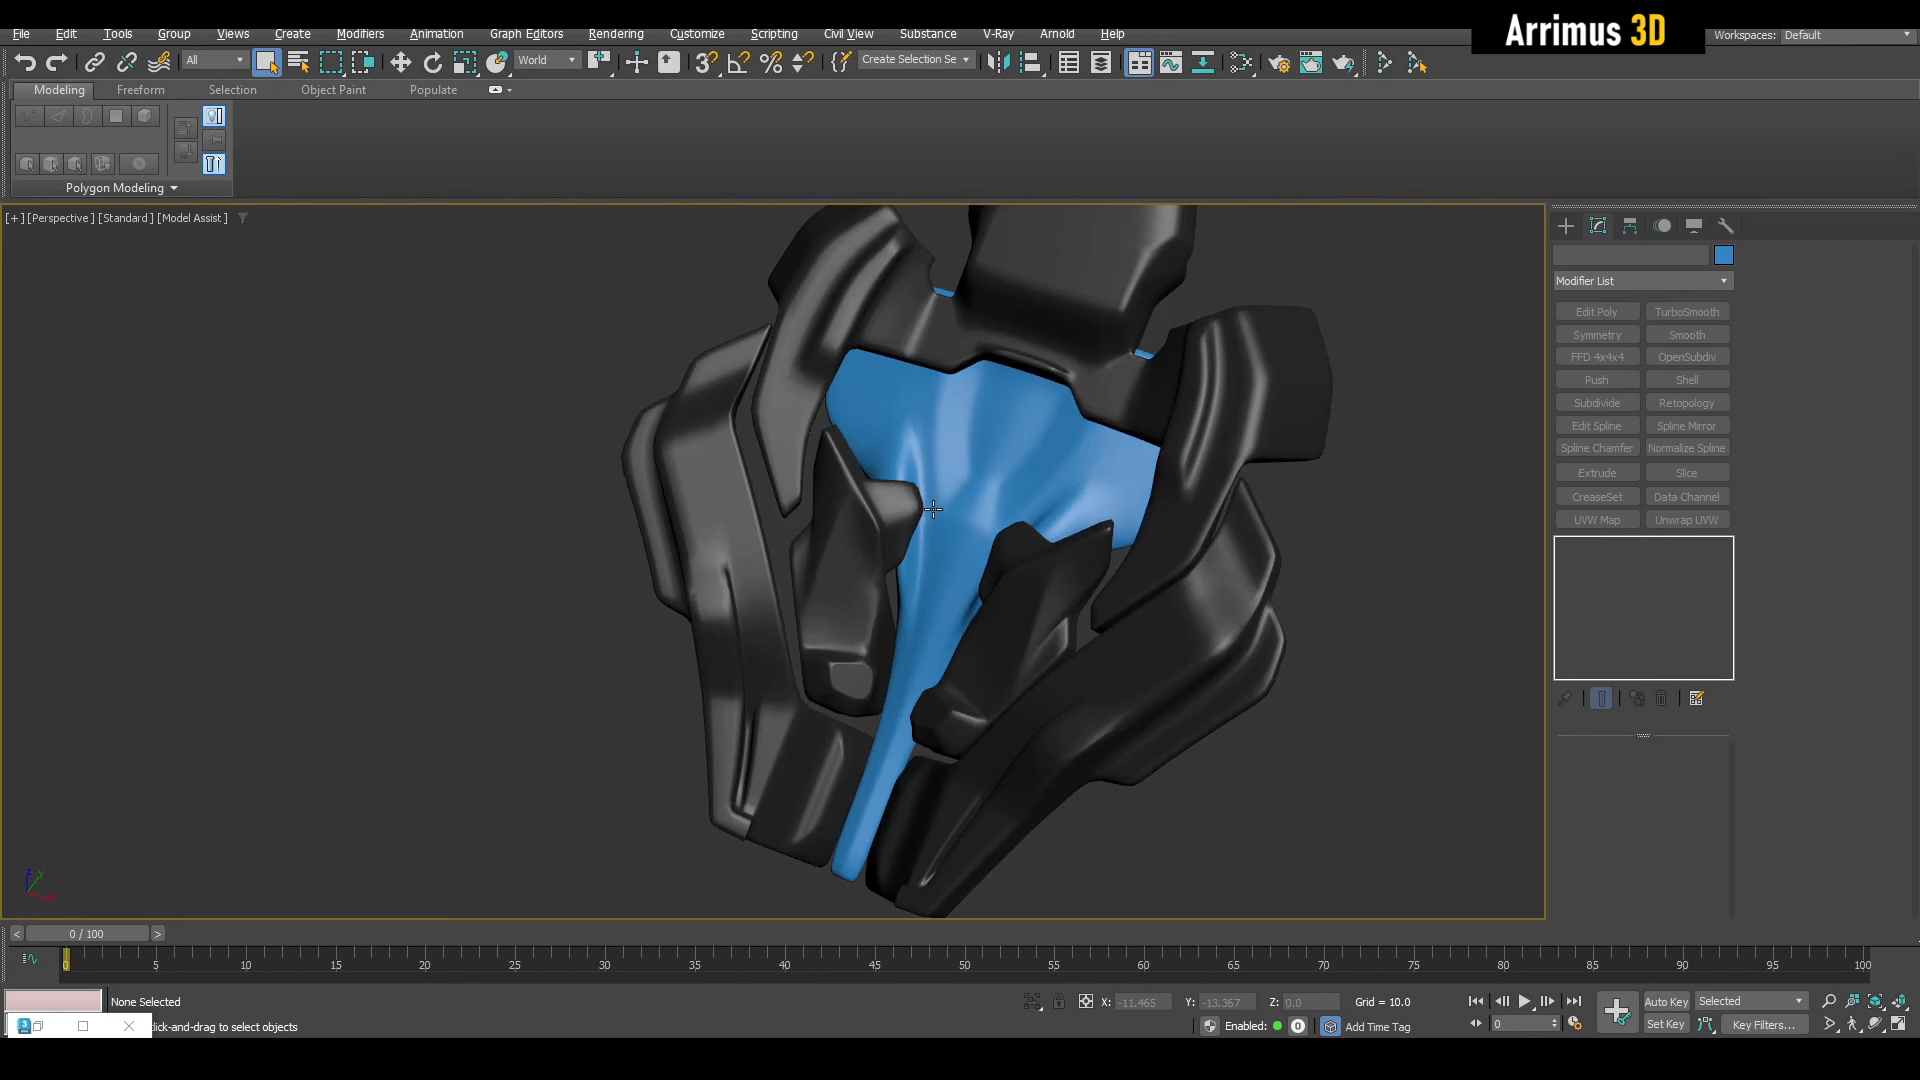 Arrimus 3D
File Edit Tools Group Views Create Modifiers Animation Graph Editors Rendering Customize Scripting Civil View Substance V-Ray Arnold Help
Workspaces: Default
All World Create Selection Se
Modeling Freeform Selection Object Paint Populate
Polygon Modeling
[+] [Perspective ] [Standard ] [Model Assist ]
Modifier List
Edit Poly TurboSmooth
Symmetry Smooth
FFD 4x4x4 OpenSubdiv
Push Shell
Subdivide Retopology
Edit Spline Spline Mirror
Spline Chamfer Normalize Spline
Extrude Slice
CreaseSet Data Channel
UVW Map Unwrap UVW
z y x
< 0 / 100 >
0 5 10 15 20 25 30 35 40 45 50 55 60 65 70 75 80 85 90 95 100
None Selected
X: -11.465 Y: -13.367 Z: 0.0 Grid = 10.0
Auto Key Selected
3 click-and-drag to select objects
Enabled: 0 Add Time Tag
0 Set Key Key Filters...